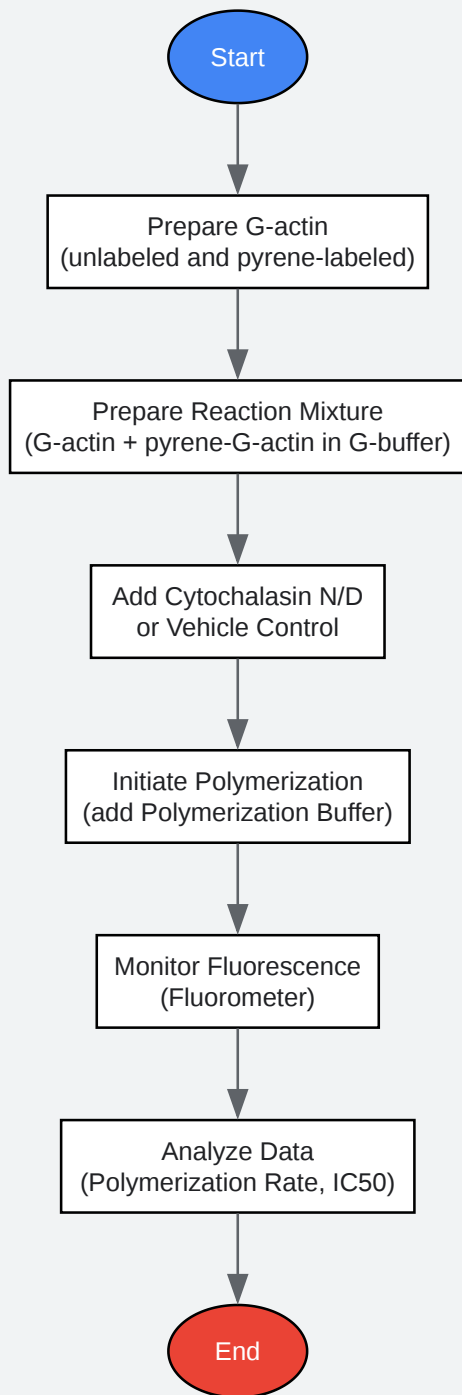 Start
Prepare G-actin
(unlabeled and pyrene-labeled)
Prepare Reaction Mixture
(G-actin + pyrene-G-actin in G-buffer)
Add Cytochalasin N/D
or Vehicle Control
Initiate Polymerization
(add Polymerization Buffer)
Monitor Fluorescence
(Fluorometer)
Analyze Data
(Polymerization Rate, IC50)
End